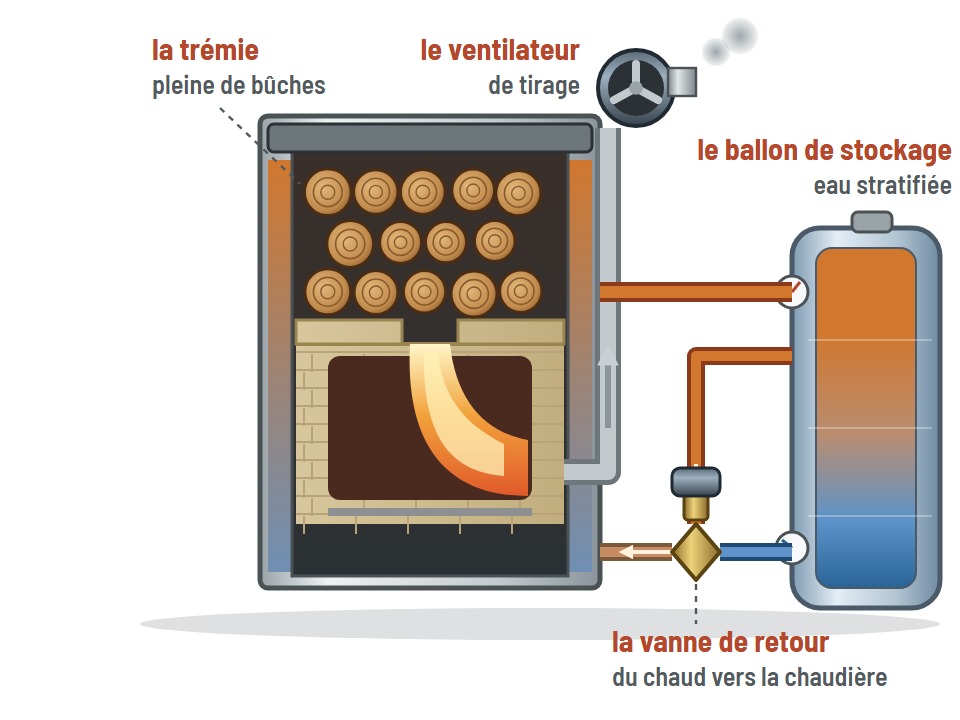 la trémie
pleine de bûches
le ventilateur
de tirage
le ballon de stockage
eau stratifiée
la vanne de retour
du chaud vers la chaudière